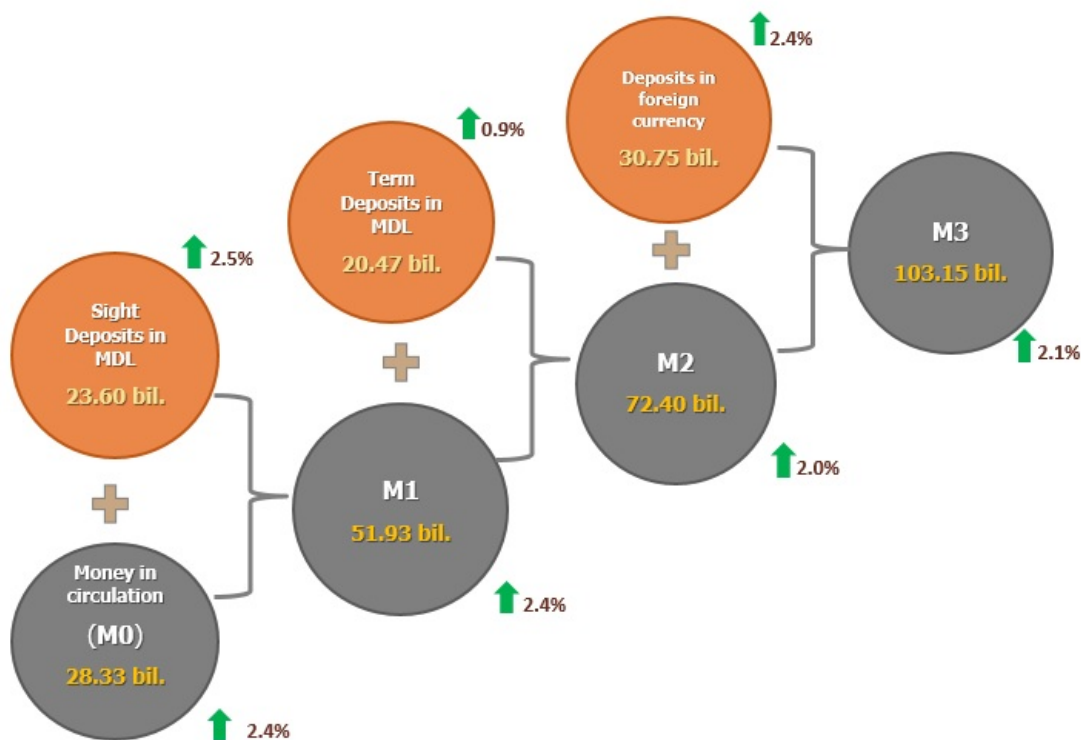 Sight
Deposits in
MDL
23.60 bil.
2.5%
Money in
circulation
(M0)
28.33 bil.
2.4%
Term
Deposits in
MDL
20.47 bil.
0.9%
M1
51.93 bil.
2.4%
Deposits in
foreign
currency
30.75 bil.
2.4%
M2
72.40 bil.
2.0%
M3
103.15 bil.
2.1%